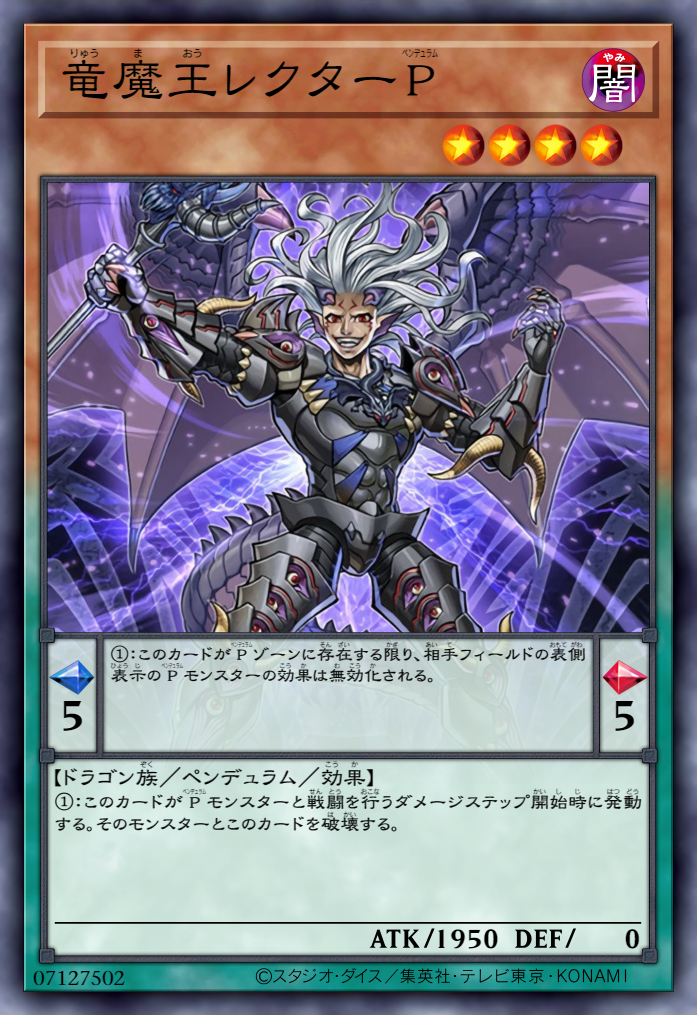 竜魔王レクターP
闇
5
①:このカードがPゾーンに存在する限り、相手フィールドの表側
表示のPモンスターの効果は無効化される。
5
【ドラゴン族/ペンデュラム/効果】
①:このカードがPモンスターと戦闘を行うダメージステップ開始時に発動
する。そのモンスターとこのカードを破壊する。
ATK/1950 DEF/ 0
07127502 ©スタジオ・ダイス/集英社・テレビ東京・KONAMI